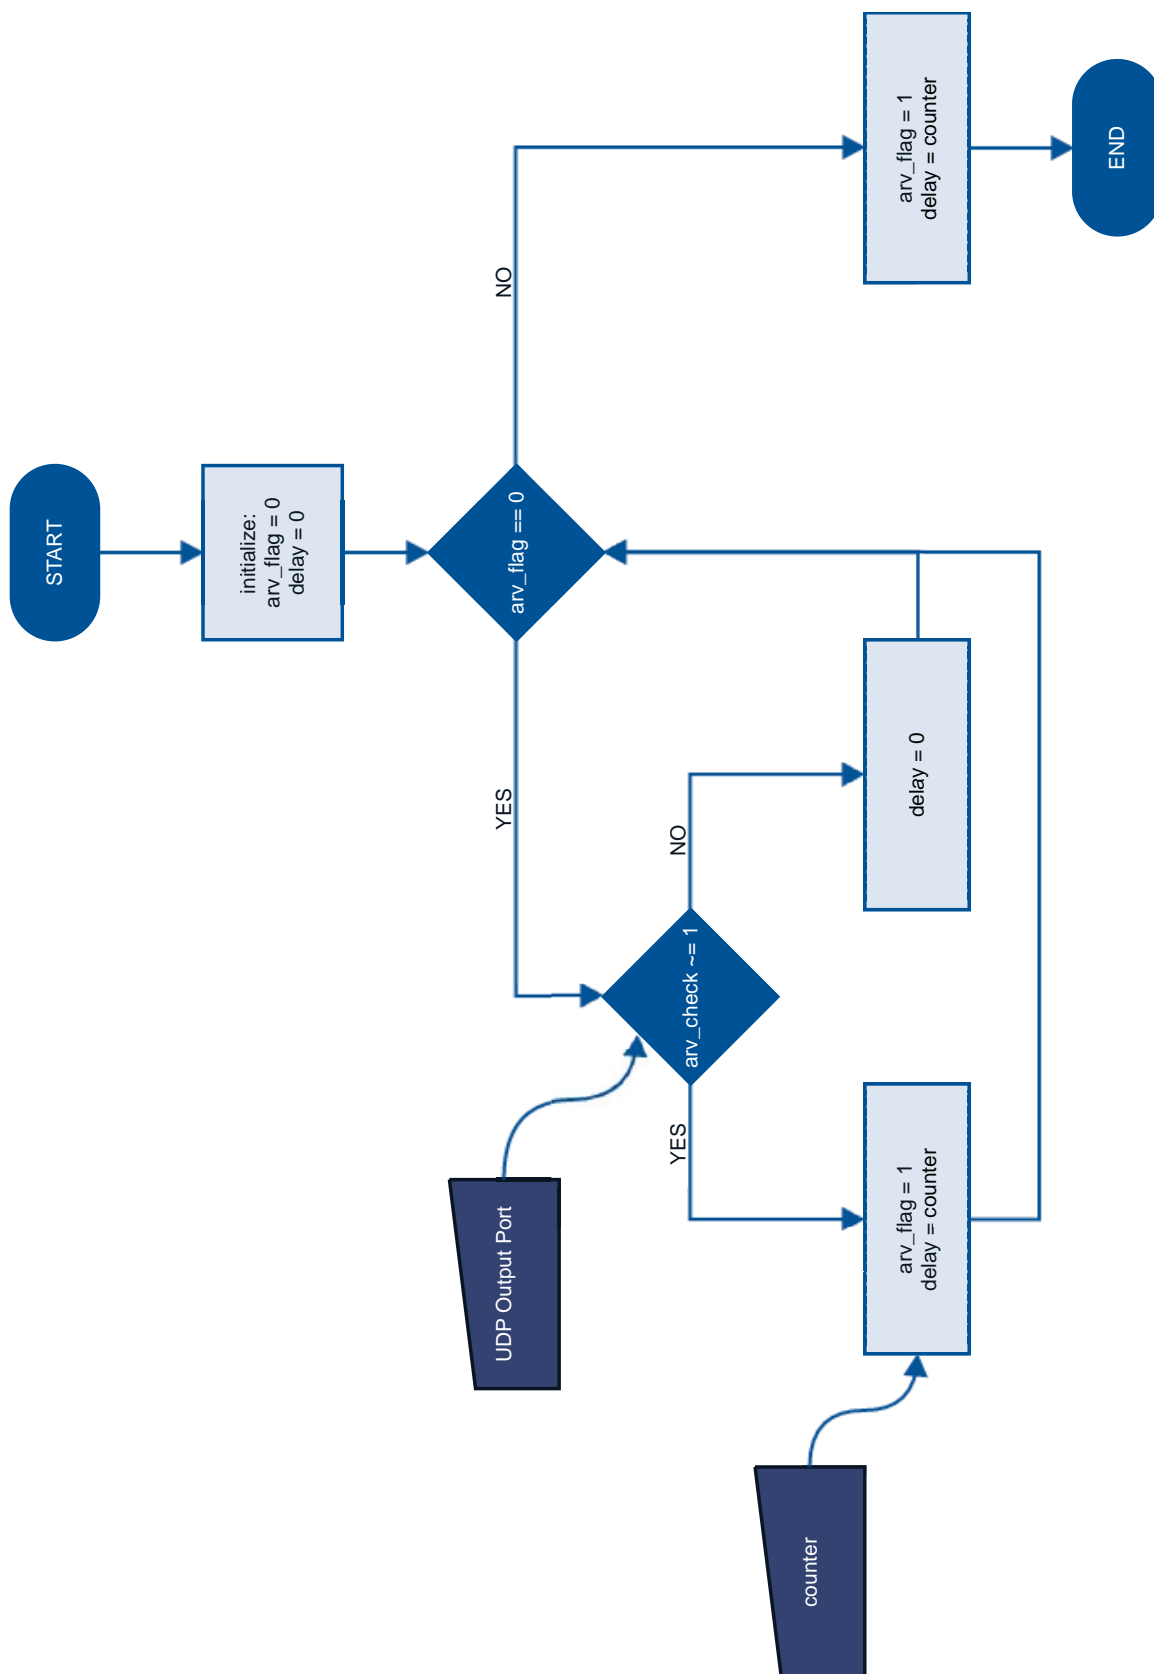 START
initialize:
arv_flag = 0
delay = 0
arv_flag == 0
YES
NO
UDP Output Port
arv_check ~= 1
YES
NO
counter
arv_flag = 1
delay = counter
delay = 0
arv_flag = 1
delay = counter
END